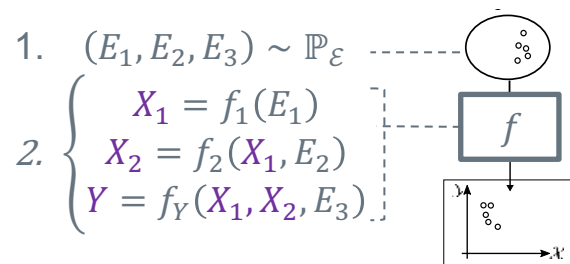 1. (E₁, E₂, E₃) ~ ℙ_ℰ
2. { X₁ = f₁(E₁)
X₂ = f₂(X₁, E₂)
Y = f_Y(X₁, X₂, E₃)
f
𝒴
𝒳